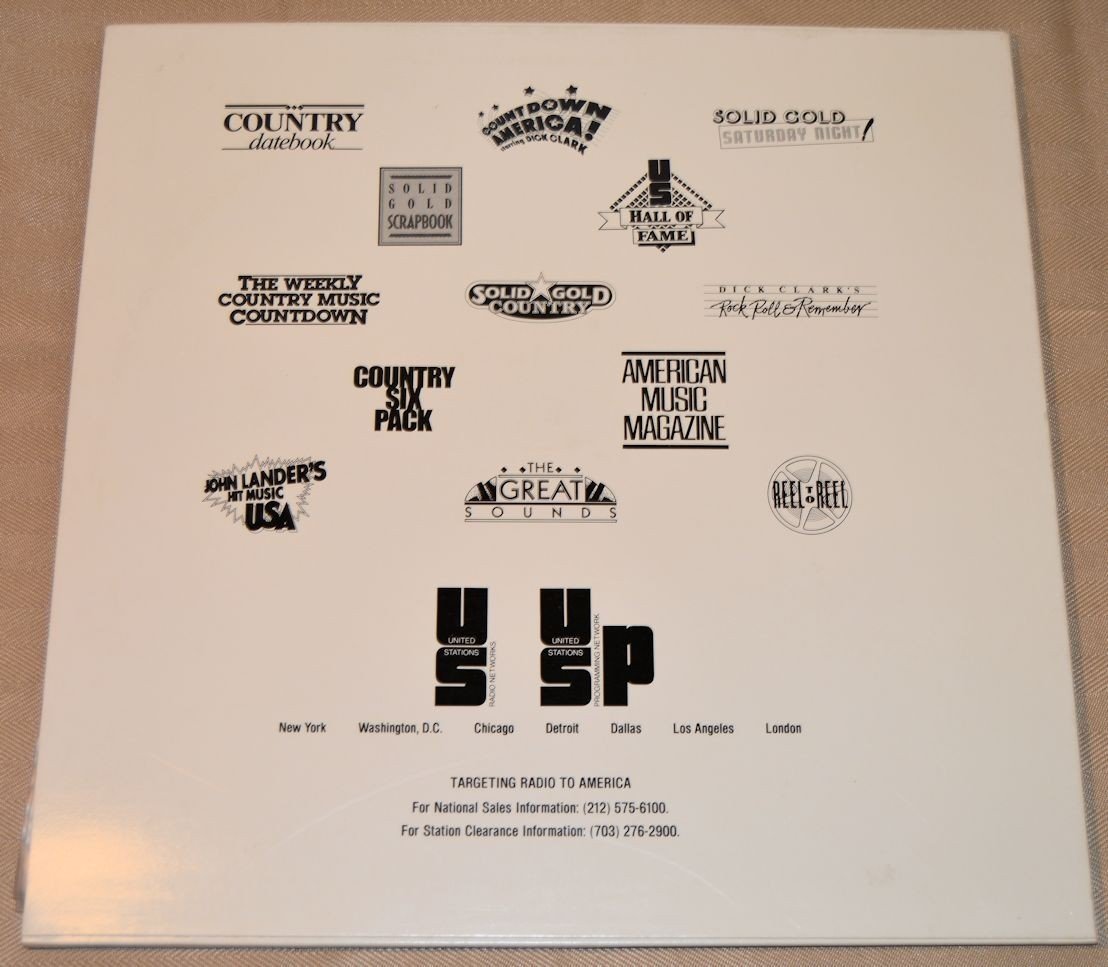 COUNTRY
datebook
COUNTDOWN
AMERICA!
starring DICK CLARK
SOLID GOLD
SATURDAY NIGHT!
SOLID
GOLD
SCRAPBOOK
US
HALL OF
FAME
THE WEEKLY
COUNTRY MUSIC
COUNTDOWN
SOLID GOLD
COUNTRY
DICK CLARK'S
Rock Roll & Remember
COUNTRY
SIX
PACK
AMERICAN
MUSIC
MAGAZINE
JOHN LANDER'S
HIT MUSIC
USA
THE
GREAT
SOUNDS
REEL TO REEL
US
UNITED
STATIONS
RADIO NETWORKS
USP
UNITED
STATIONS
PROGRAMMING NETWORK
New York Washington, D.C. Chicago Detroit Dallas Los Angeles London
TARGETING RADIO TO AMERICA
For National Sales Information: (212) 575-6100.
For Station Clearance Information: (703) 276-2900.